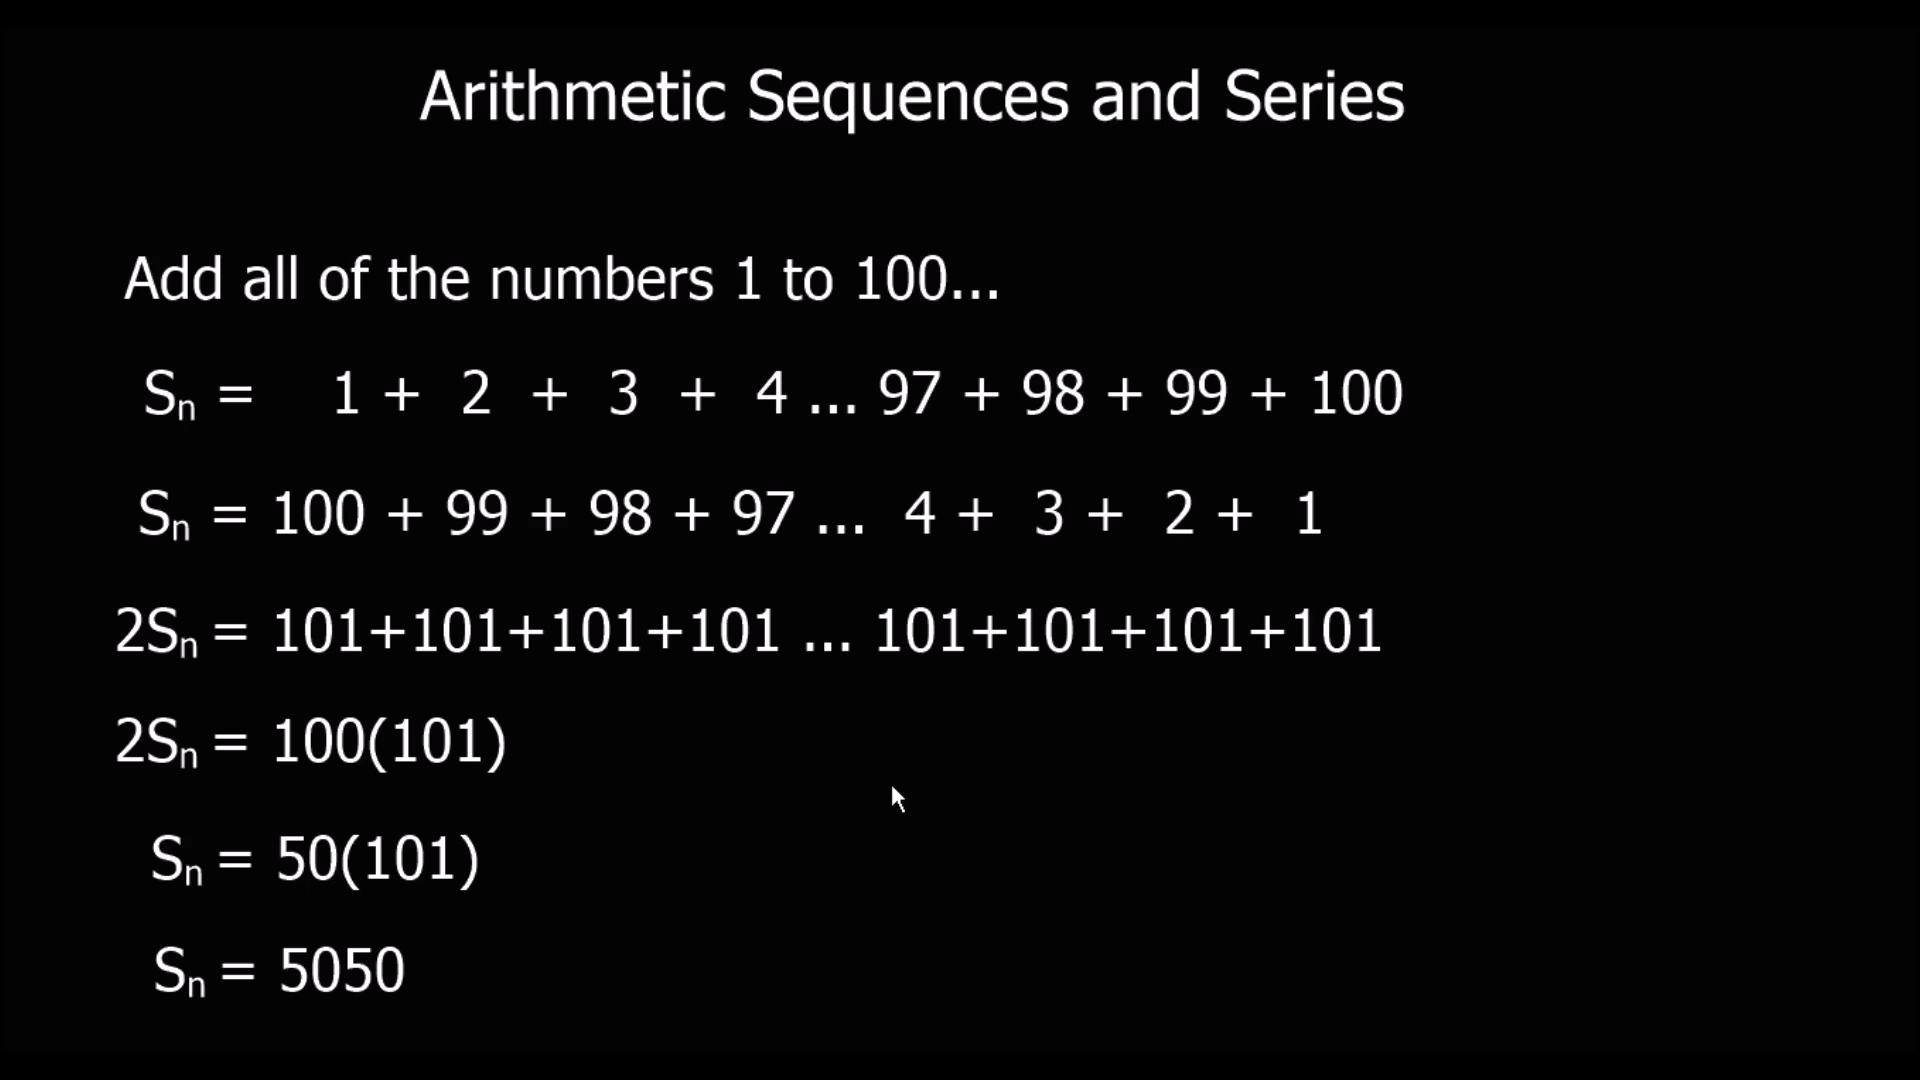 Arithmetic Sequences and Series
Add all of the numbers 1 to 100...
Sₙ = 1 + 2 + 3 + 4 ... 97 + 98 + 99 + 100
Sₙ = 100 + 99 + 98 + 97 ... 4 + 3 + 2 + 1
2Sₙ = 101+101+101+101 ... 101+101+101+101
2Sₙ = 100(101)
Sₙ = 50(101)
Sₙ = 5050